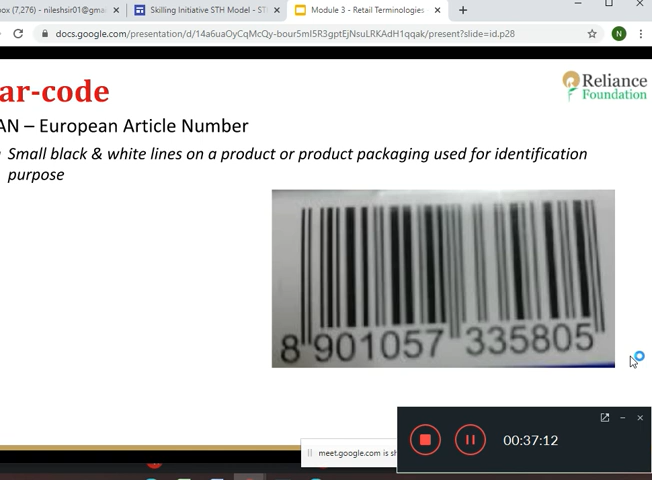 box (7,276) - nileshsir01@gma
Skilling Initiative STH Model - ST
Module 3 - Retail Terminologies
docs.google.com/presentation/d/14a6uaOyCqMcQy-bour5mI5R3gptEjNsuLRKAdH1qqak/present?slide=id.p28
N
ar-code
Reliance
Foundation
AN – European Article Number
Small black & white lines on a product or product packaging used for identification
purpose
8 901057 335805
00:37:12
meet.google.com is sh